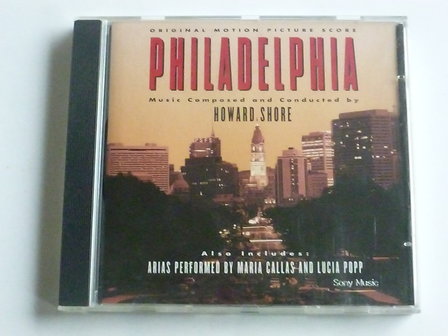 ORIGINAL MOTION PICTURE SCORE
PHILADELPHIA
Music Composed and Conducted by
HOWARD SHORE
Also Includes:
ARIAS PERFORMED BY MARIA CALLAS AND LUCIA POPP
Sony Music